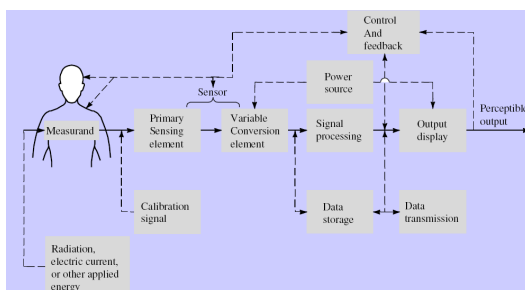 Control
And
feedback
Power
source
Sensor
Perceptible
output
Measurand
Primary
Sensing
element
Variable
Conversion
element
Signal
processing
Output
display
Calibration
signal
Data
storage
Data
transmission
Radiation,
electric current,
or other applied
energy